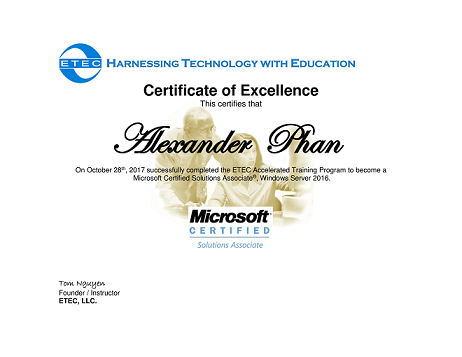 ETEC HARNESSING TECHNOLOGY WITH EDUCATION
Certificate of Excellence
This certifies that
Alexander Phan
On October 28th, 2017 successfully completed the ETEC Accelerated Training Program to become a
Microsoft Certified Solutions Associate®, Windows Server 2016.
Microsoft®
CERTIFIED
Solutions Associate
Tom Nguyen
Founder / Instructor
ETEC, LLC.